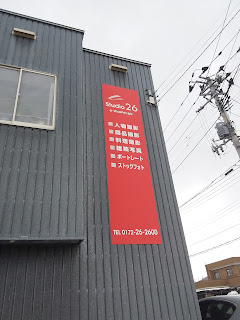 Studio 26
■人物撮影
■商品撮影
■料理撮影
■建築写真
■ポートレート
■ストックフォト
TEL 0172-26-2600